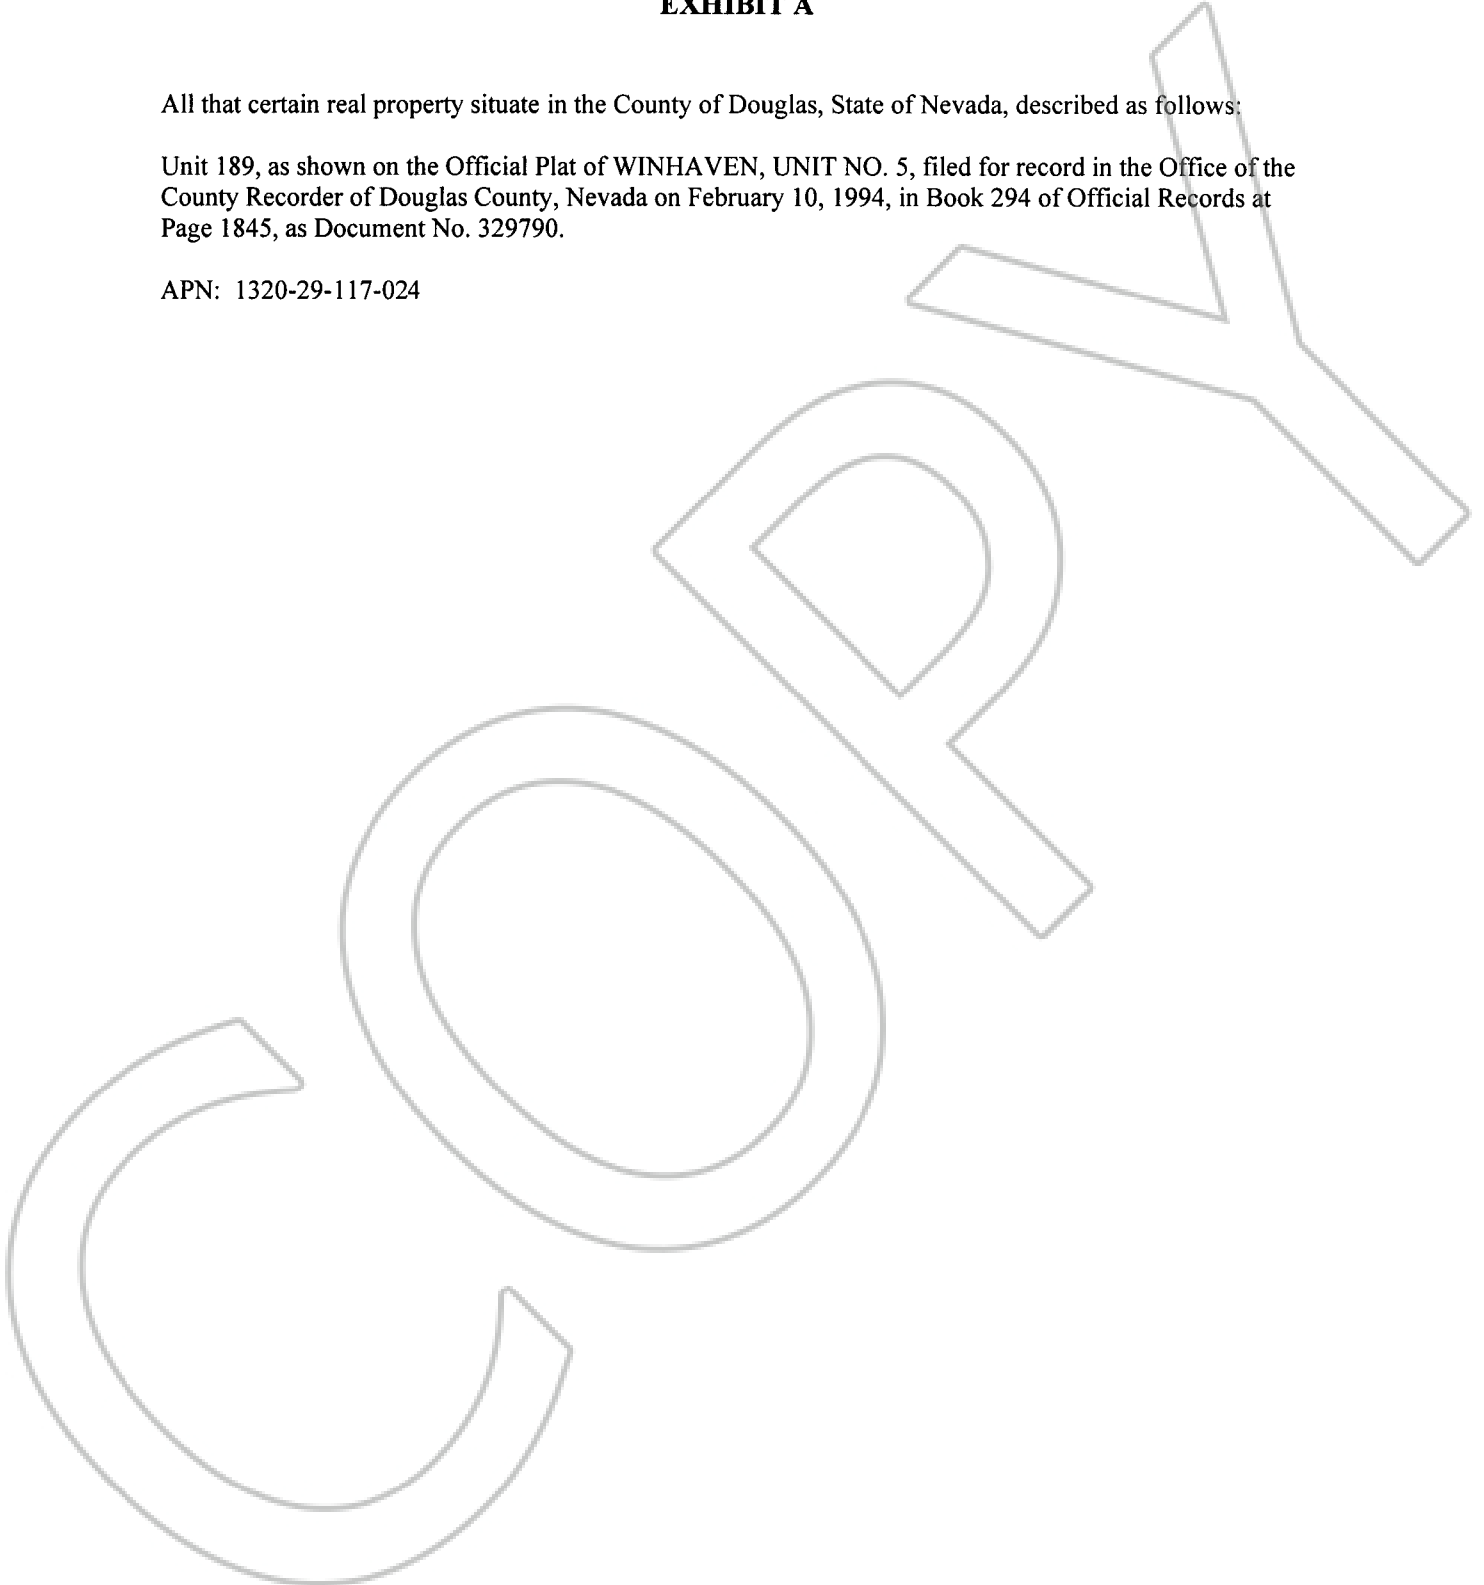 EXHIBIT A
All that certain real property situate in the County of Douglas, State of Nevada, described as follows:
Unit 189, as shown on the Official Plat of WINHAVEN, UNIT NO. 5, filed for record in the Office of the
County Recorder of Douglas County, Nevada on February 10, 1994, in Book 294 of Official Records at
Page 1845, as Document No. 329790.
APN: 1320-29-117-024
COPY